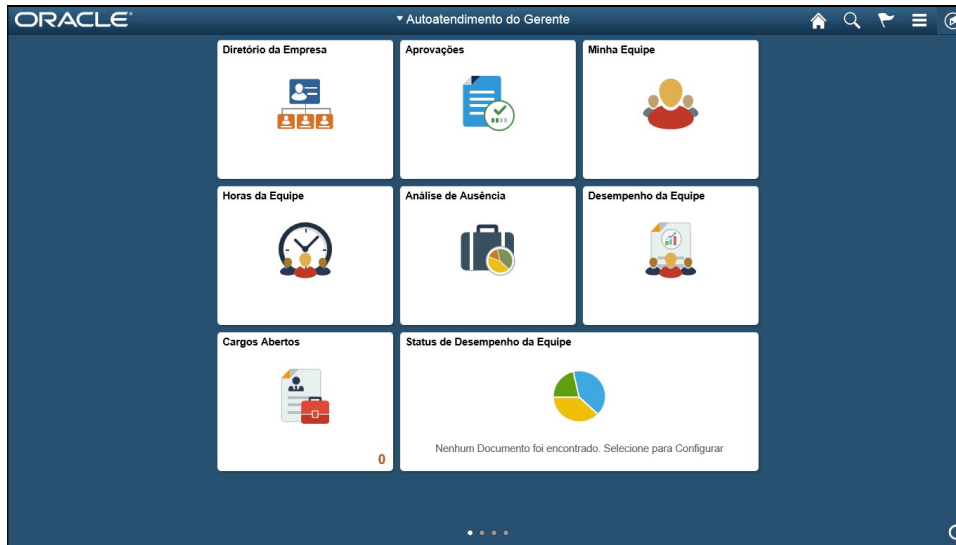 ORACLE
Autoatendimento do Gerente
Diretório da Empresa
Aprovações
Minha Equipe
Horas da Equipe
Análise de Ausência
Desempenho da Equipe
Cargos Abertos
0
Status de Desempenho da Equipe
Nenhum Documento foi encontrado. Selecione para Configurar